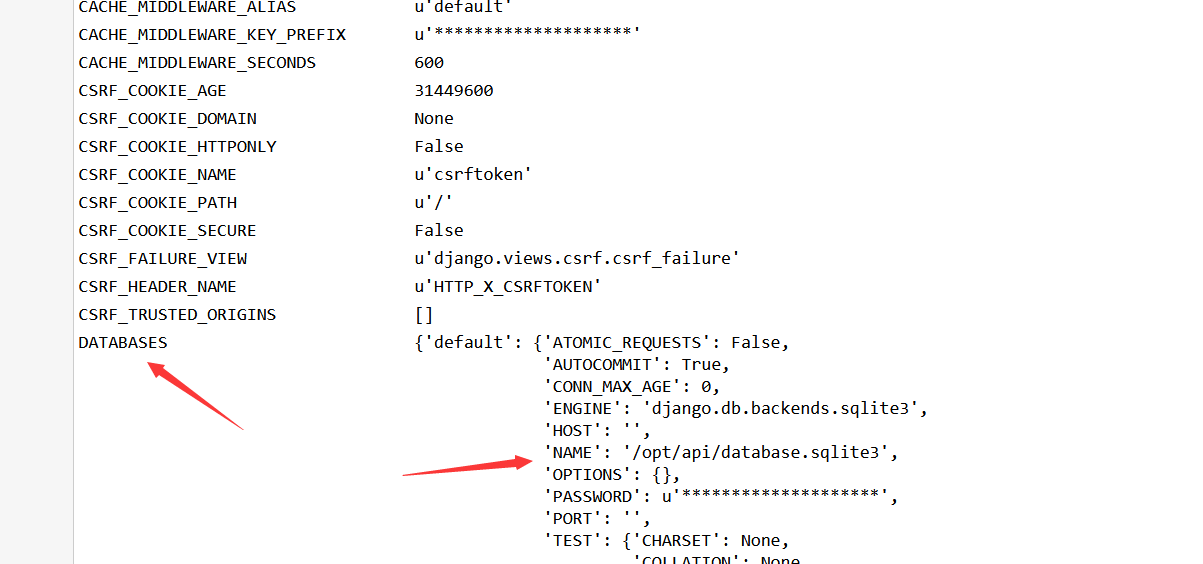 CACHE_MIDDLEWARE_ALIAS u'default'
CACHE_MIDDLEWARE_KEY_PREFIX u'********************'
CACHE_MIDDLEWARE_SECONDS 600
CSRF_COOKIE_AGE 31449600
CSRF_COOKIE_DOMAIN None
CSRF_COOKIE_HTTPONLY False
CSRF_COOKIE_NAME u'csrftoken'
CSRF_COOKIE_PATH u'/'
CSRF_COOKIE_SECURE False
CSRF_FAILURE_VIEW u'django.views.csrf.csrf_failure'
CSRF_HEADER_NAME u'HTTP_X_CSRFTOKEN'
CSRF_TRUSTED_ORIGINS []
DATABASES {'default': {'ATOMIC_REQUESTS': False,
'AUTOCOMMIT': True,
'CONN_MAX_AGE': 0,
'ENGINE': 'django.db.backends.sqlite3',
'HOST': '',
'NAME': '/opt/api/database.sqlite3',
'OPTIONS': {},
'PASSWORD': u'********************',
'PORT': '',
'TEST': {'CHARSET': None,
'COLLATION': None